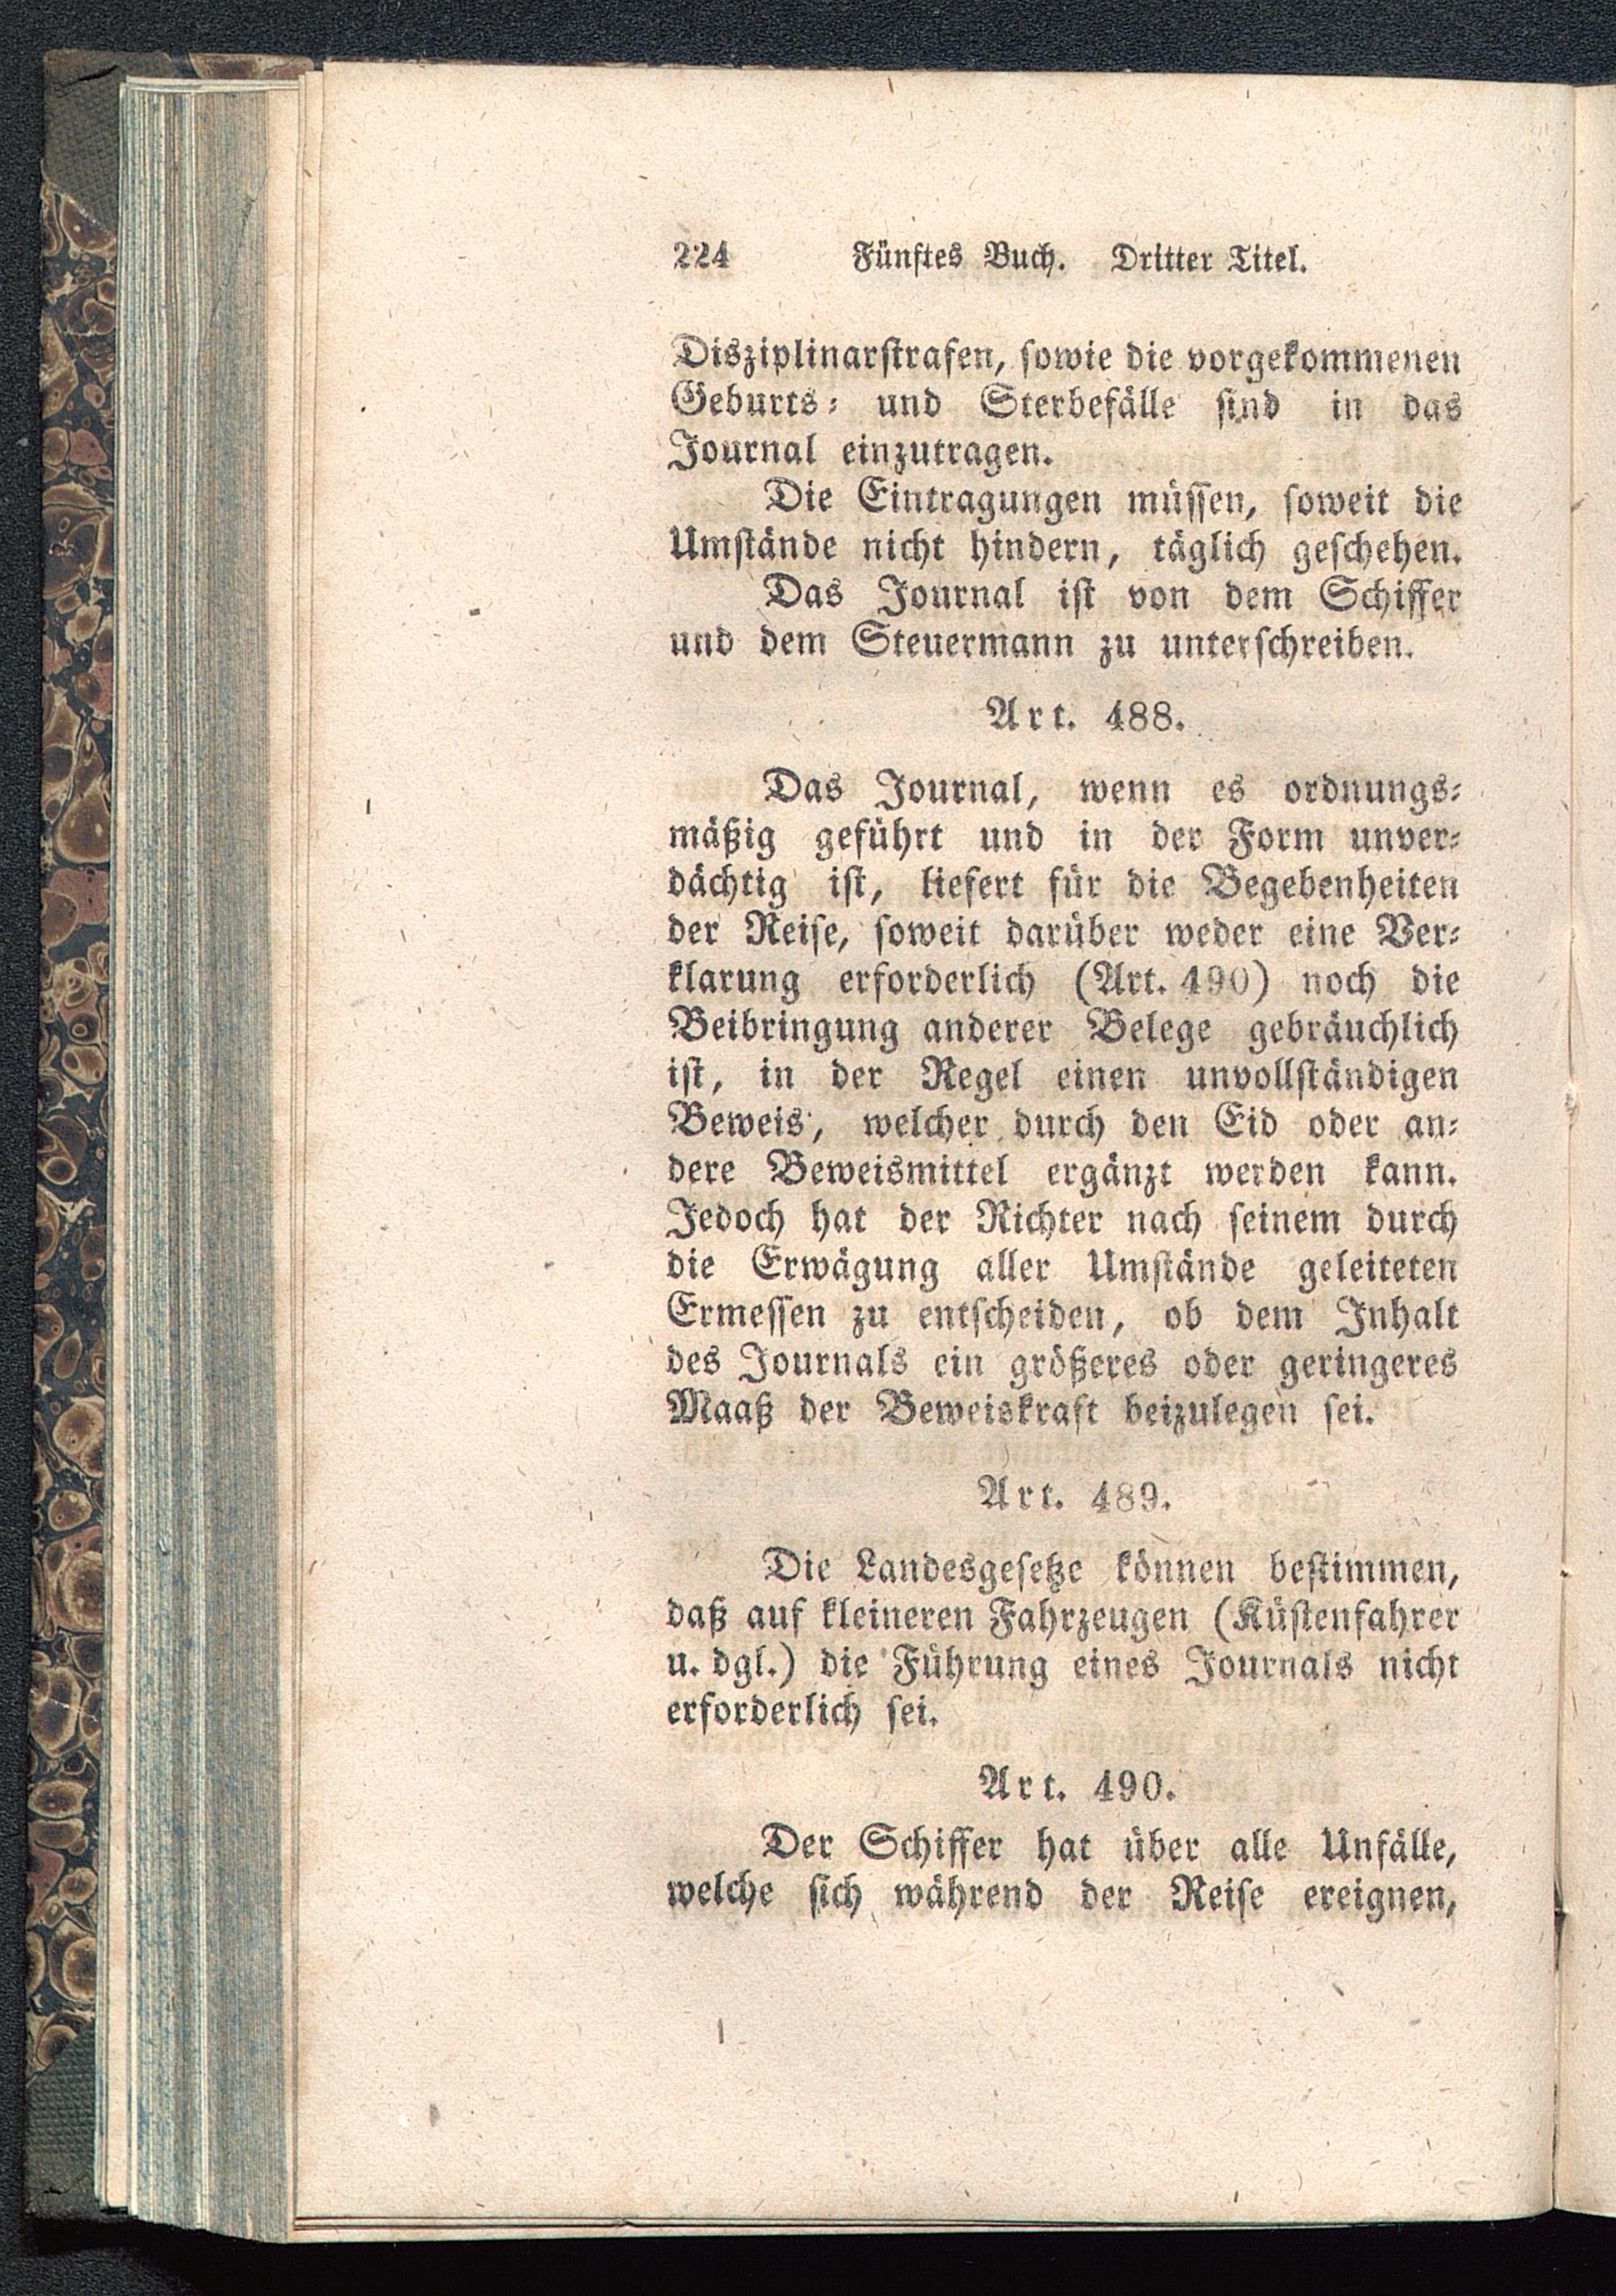 224 Fünftes Buch. Dritter Titel.
Disziplinarstrafen, sowie die vorgekommenen
Geburts- und Sterbefälle sind in das
Journal einzutragen.
Die Eintragungen müssen, soweit die
Umstände nicht hindern, täglich geschehen.
Das Journal ist von dem Schiffer
und dem Steuermann zu unterschreiben.
Art. 488.
Das Journal, wenn es ordnungs-
mäßig geführt und in der Form unver-
dächtig ist, liefert für die Begebenheiten
der Reise, soweit darüber weder eine Ver-
klarung erforderlich (Art. 490) noch die
Beibringung anderer Belege gebräuchlich
ist, in der Regel einen unvollständigen
Beweis, welcher durch den Eid oder an-
dere Beweismittel ergänzt werden kann.
Jedoch hat der Richter nach seinem durch
die Erwägung aller Umstände geleiteten
Ermessen zu entscheiden, ob dem Inhalt
des Journals ein größeres oder geringeres
Maaß der Beweiskraft beizulegen sei.
Art. 489.
Die Landesgesetze können bestimmen,
daß auf kleineren Fahrzeugen (Küstenfahrer
u. dgl.) die Führung eines Journals nicht
erforderlich sei.
Art. 490.
Der Schiffer hat über alle Unfälle,
welche sich während der Reise ereignen,